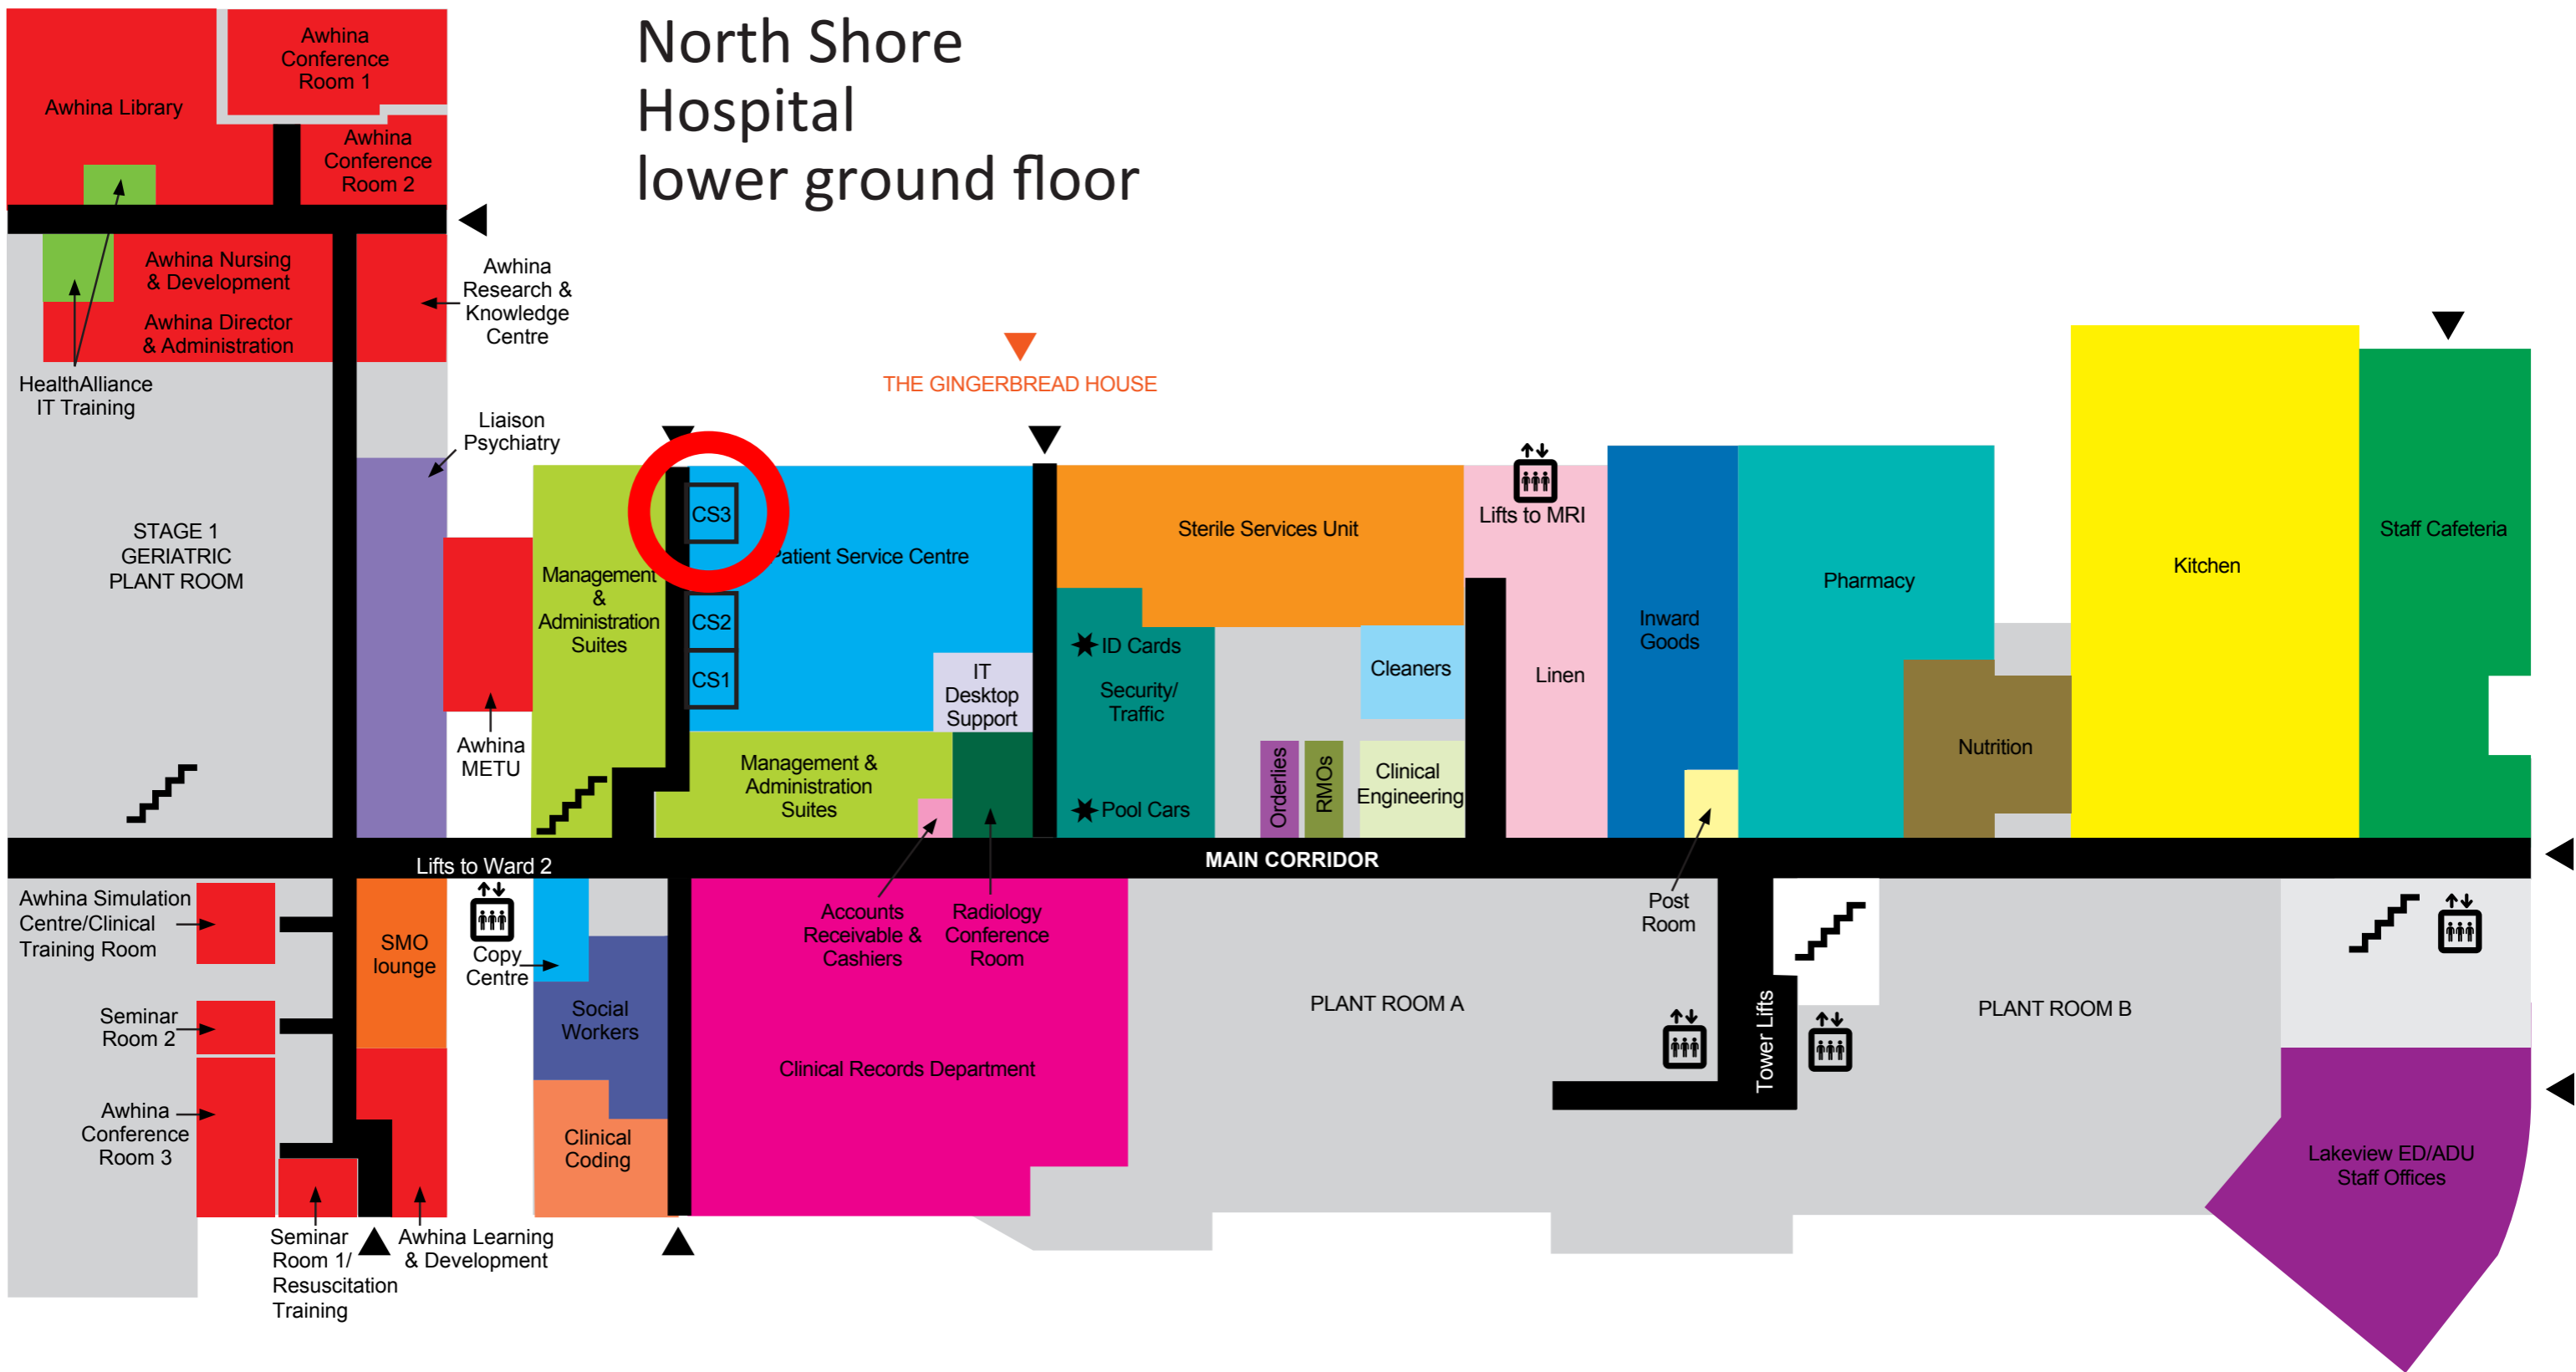 North Shore
Hospital
lower ground floor
Awhina
Conference
Room 1
Awhina Library
Awhina
Conference
Room 2
Awhina Nursing
& Development
Awhina Director
& Administration
Awhina
Research &
Knowledge
Centre
HealthAlliance
IT Training
THE GINGERBREAD HOUSE
Liaison
Psychiatry
STAGE 1
GERIATRIC
PLANT ROOM
Management
&
Administration
Suites
CS3
Patient Service Centre
CS2
CS1
IT
Desktop
Support
Sterile Services Unit
Lifts to MRI
ID Cards
Security/
Traffic
Pool Cars
Cleaners
Linen
Inward
Goods
Pharmacy
Kitchen
Staff Cafeteria
Nutrition
Awhina
METU
Management &
Administration
Suites
Orderlies
RMOs
Clinical
Engineering
Lifts to Ward 2
MAIN CORRIDOR
Awhina Simulation
Centre/Clinical
Training Room
SMO
lounge
Copy
Centre
Accounts
Receivable &
Cashiers
Radiology
Conference
Room
Post
Room
Seminar
Room 2
Social
Workers
Clinical Records Department
PLANT ROOM A
Tower Lifts
PLANT ROOM B
Awhina
Conference
Room 3
Clinical
Coding
Lakeview ED/ADU
Staff Offices
Seminar
Room 1/
Resuscitation
Training
Awhina Learning
& Development